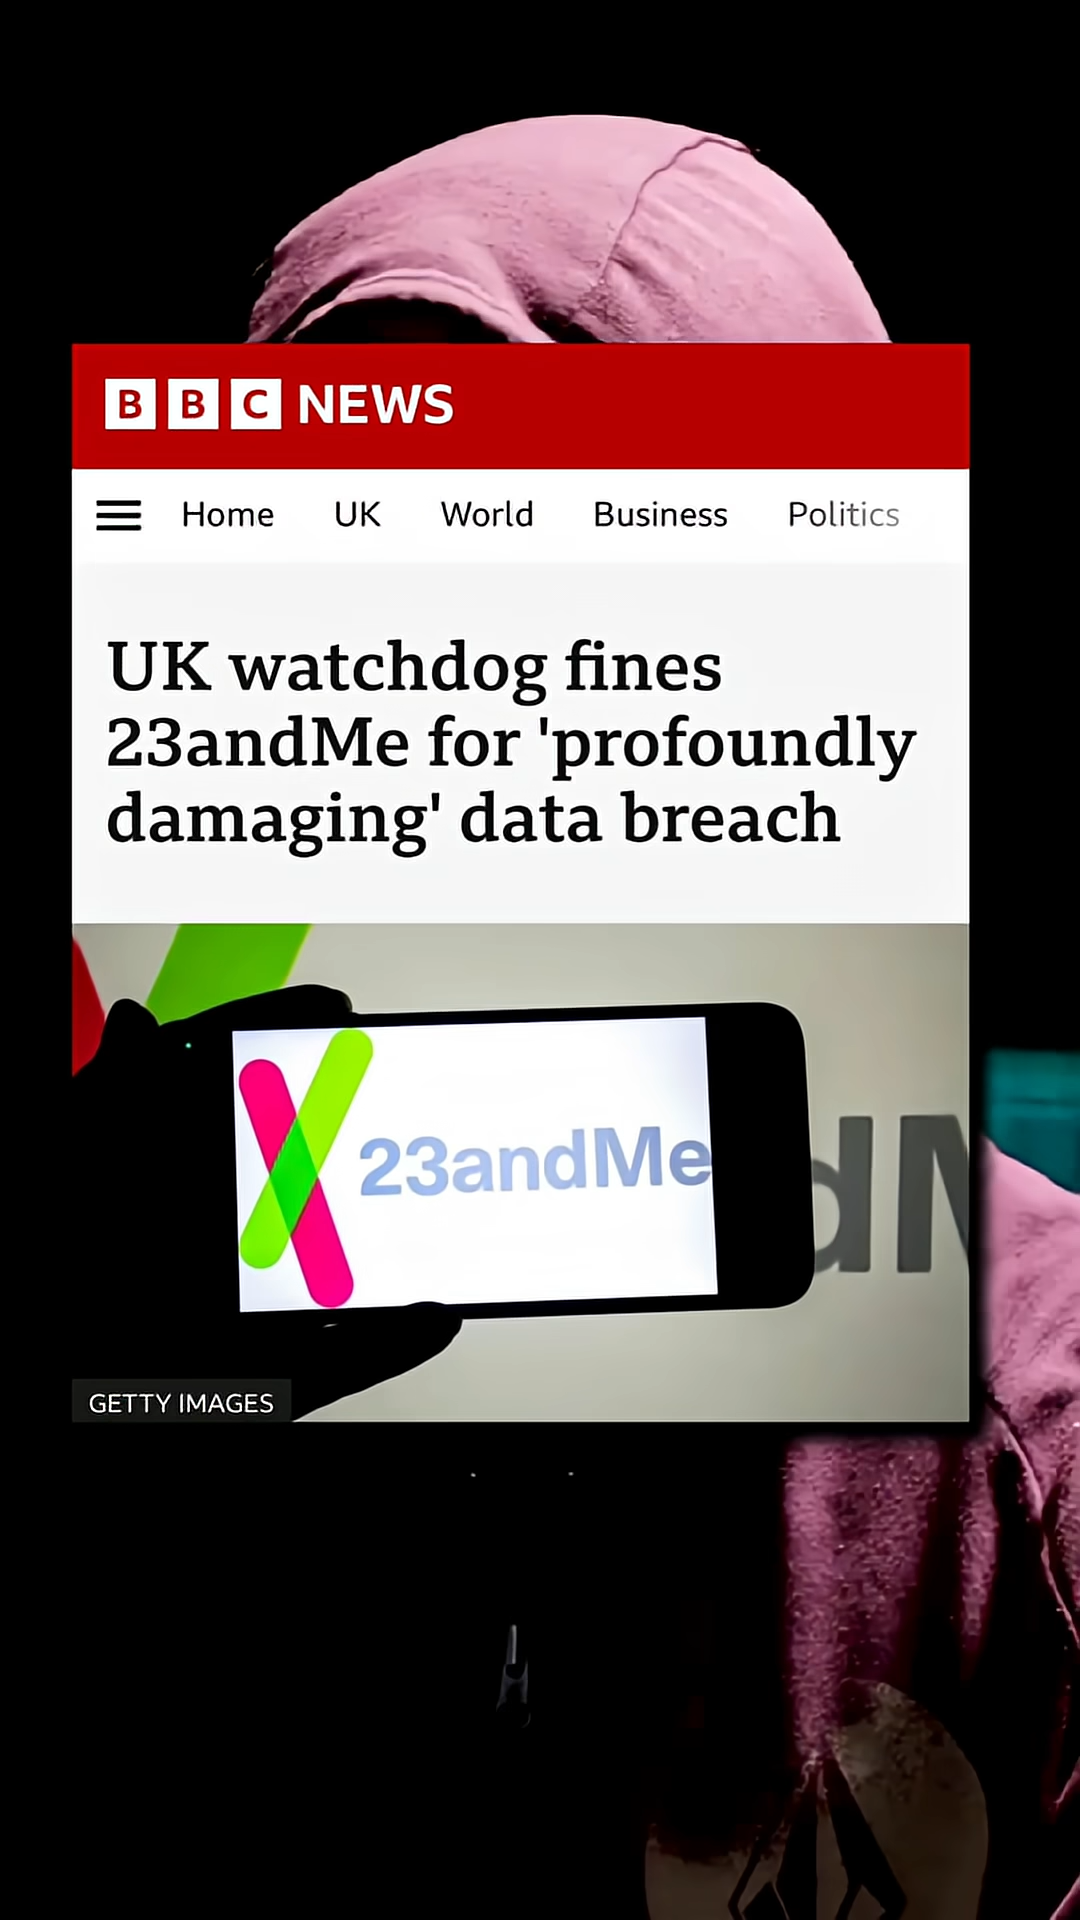 BBC NEWS
Home UK World Business Politics
UK watchdog fines
23andMe for 'profoundly
damaging' data breach
23andMe
dM
GETTY IMAGES